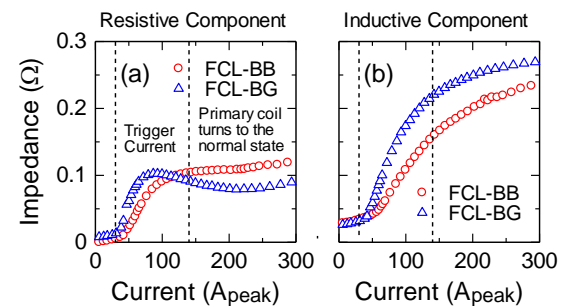 Resistive Component
Inductive Component
Impedance (Ω)
0.3
0.2
0.1
0
(a)
FCL-BB
FCL-BG
Trigger
Current
Primary coil
turns to the
normal state
0
100
200
300
Current (Apeak)
(b)
FCL-BB
FCL-BG
0
100
200
300
Current (Apeak)